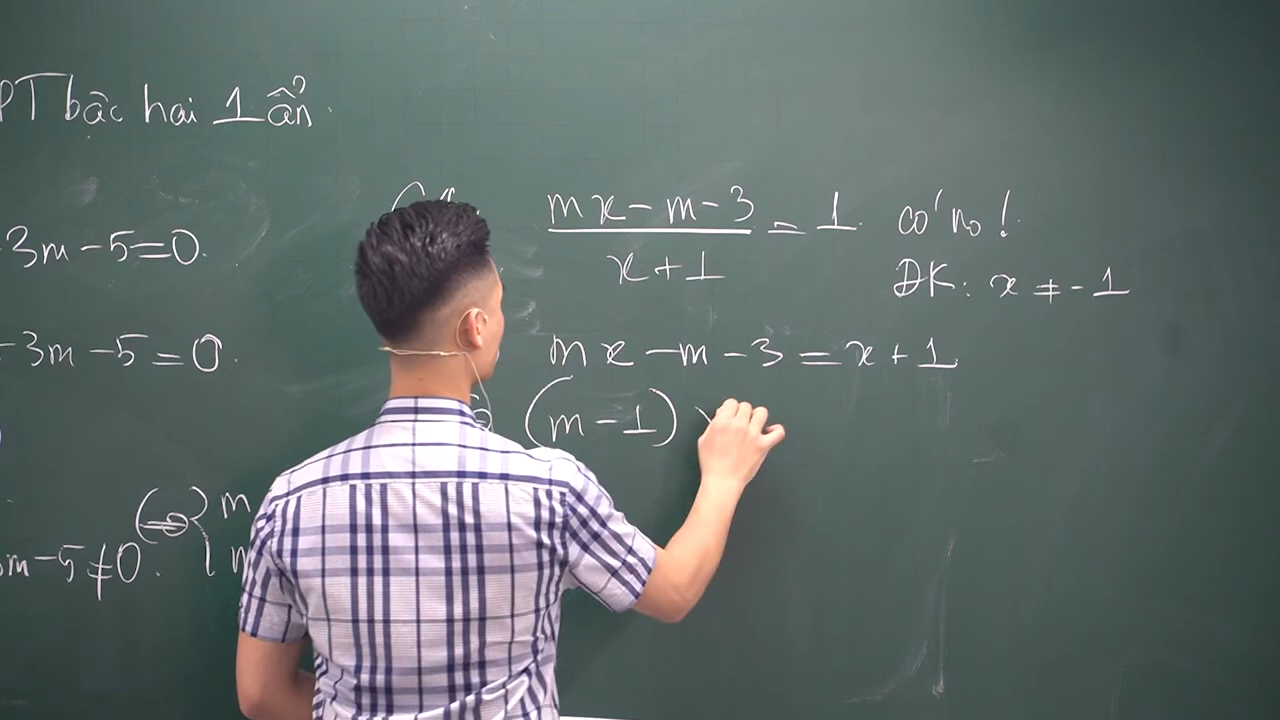 PT bậc hai 1 ẩn.
3m - 5 = 0.
-3m - 5 = 0.
m - 5 ≠ 0. (⇔) { m
m
\frac{mx - m - 3}{x + 1} = 1. có no!
ĐK: x ≠ -1
mx - m - 3 = x + 1.
(m - 1)